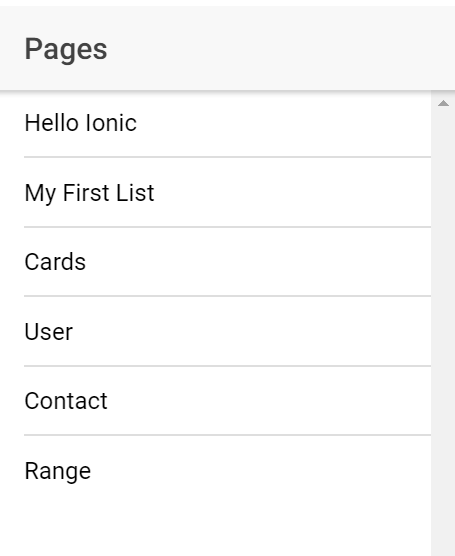 Pages
Hello Ionic
My First List
Cards
User
Contact
Range